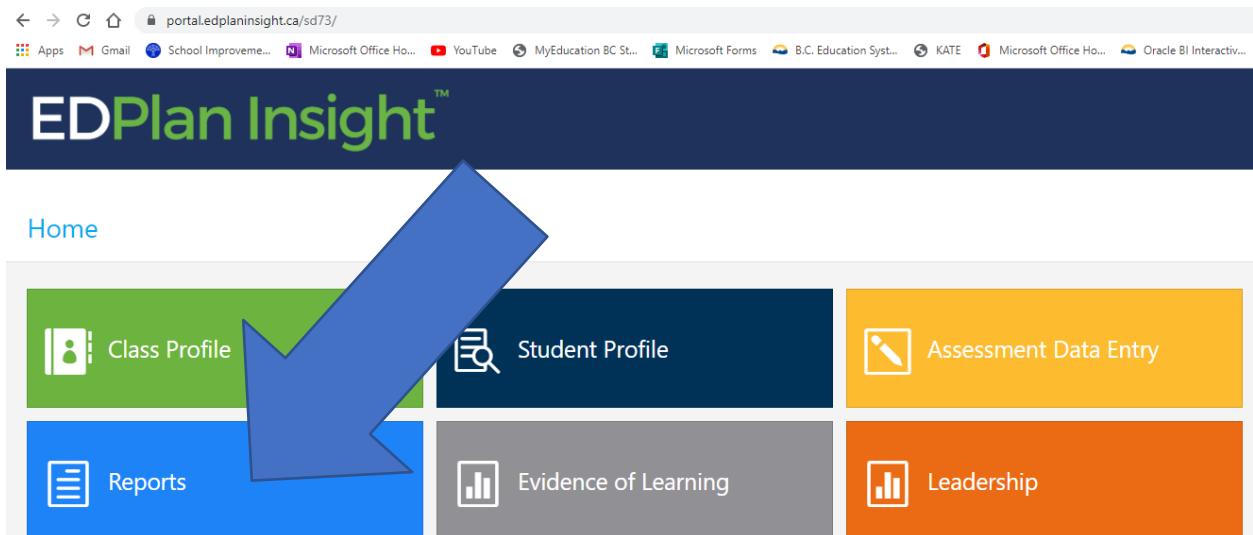 portal.edplaninsight.ca/sd73/
Apps Gmail School Improveme... Microsoft Office Ho... YouTube MyEducation BC St... Microsoft Forms B.C. Education Syst... KATE Microsoft Office Ho... Oracle BI Interactiv...
EDPlan Insight™
Home
Class Profile Student Profile Assessment Data Entry
Reports Evidence of Learning Leadership